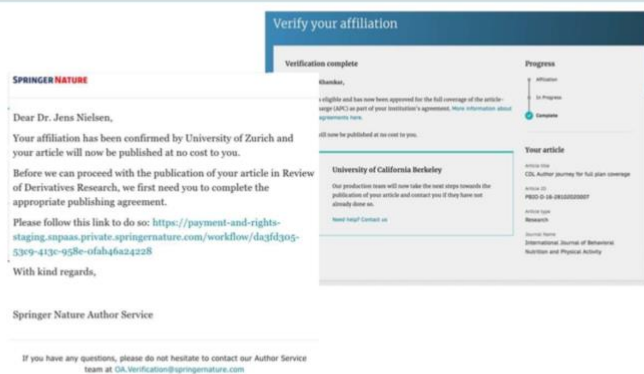 Verify your affiliation
Verification complete
Khamkar,
eligible and has now been approved for the full coverage of the article-
arge (APC) as part of your institution's agreement. More information about
agreements here.
ill now be published at no cost to you.
University of California Berkeley
Our production team will now take the next steps towards the
publication of your article and contact you if they have not
already done so.
Need help? Contact us
Progress
Affiliation
In Progress
Complete
Your article
Article title
CDL Author journey for full plan coverage
Article ID
Article type
Research
Journal Name
International Journal of Behavioral
Nutrition and Physical Activity
SPRINGER NATURE
Dear Dr. Jens Nielsen,
Your affiliation has been confirmed by University of Zurich and
your article will now be published at no cost to you.
Before we can proceed with the publication of your article in Review
of Derivatives Research, we first need you to complete the
appropriate publishing agreement.
Please follow this link to do so: https://payment-and-rights-
staging.snpaas.private.springernature.com/workflow/da3fd305-
53c9-413c-958e-0fah46a24228
With kind regards,
Springer Nature Author Service
If you have any questions, please do not hesitate to contact our Author Service
team at OA.Verification@springernature.com